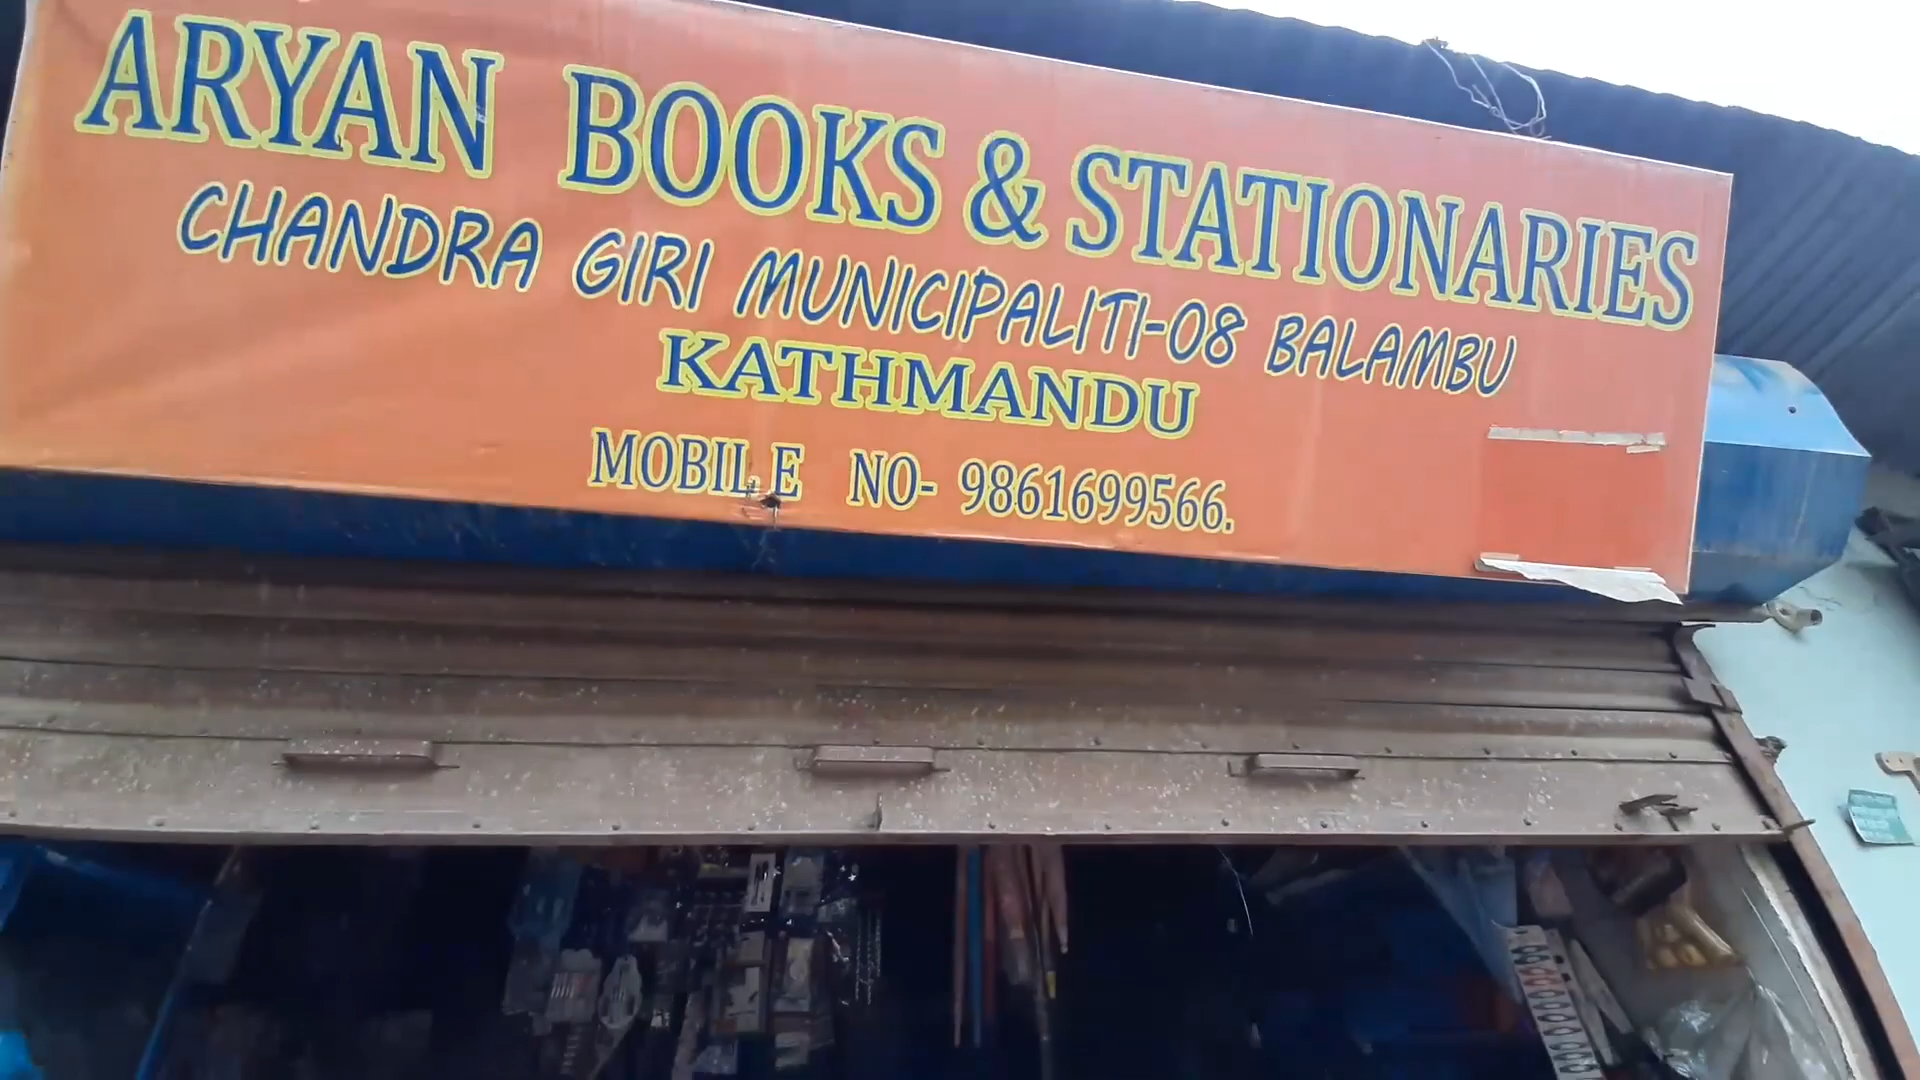 ARYAN BOOKS & STATIONARIES
CHANDRA GIRI MUNICIPALITI-08 BALAMBU
KATHMANDU
MOBILE NO- 9861699566.